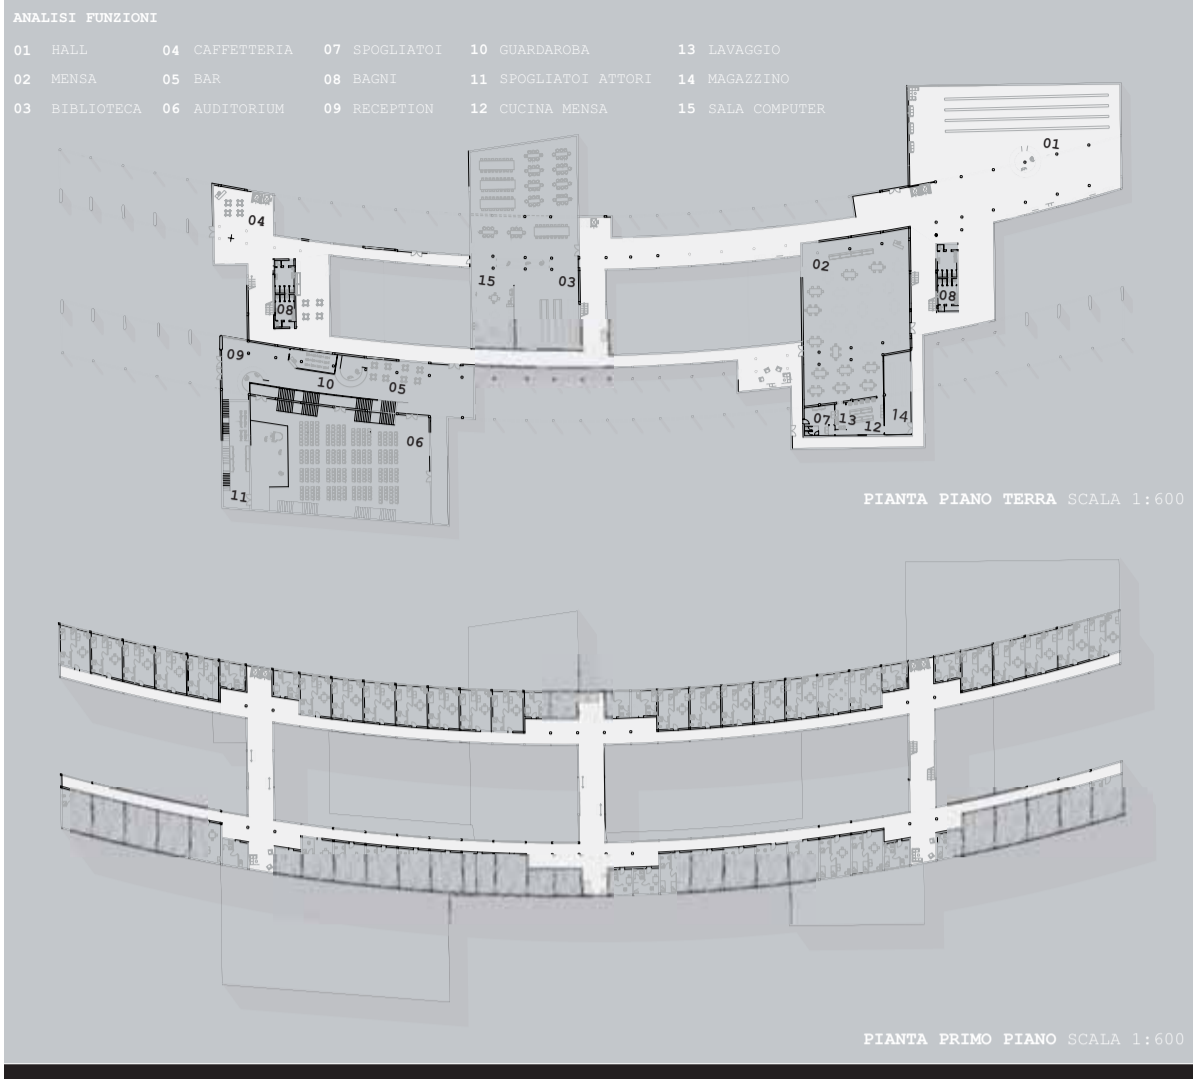 ANALISI FUNZIONI
01 HALL 04 CAFFETTERIA 07 SPOGLIATOI 10 GUARDAROBA 13 LAVAGGIO
02 MENSA 05 BAR 08 BAGNI 11 SPOGLIATOI ATTORI 14 MAGAZZINO
03 BIBLIOTECA 06 AUDITORIUM 09 RECEPTION 12 CUCINA MENSA 15 SALA COMPUTER
01
04
02
15 03
08
08
09
10 05
06
07 13 12 14
11
PIANTA PIANO TERRA SCALA 1:600
PIANTA PRIMO PIANO SCALA 1:600